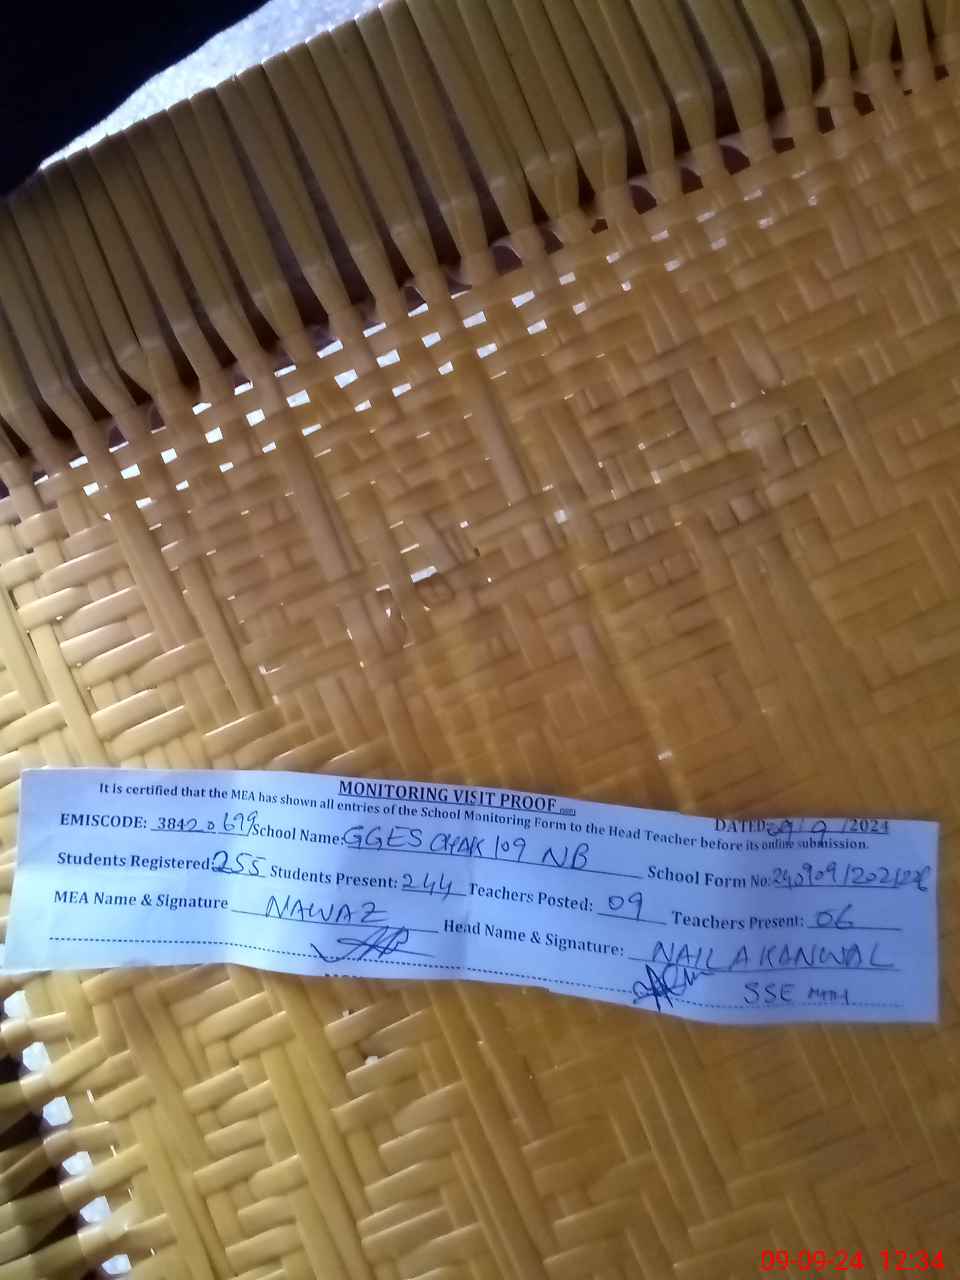 MONITORING VISIT PROOF
DATED: 09/9/2024
It is certified that the MEA has shown all entries of the School Monitoring Form to the Head Teacher before its online submission.
EMISCODE: 38420699 School Name: GGES CHAK 109 NB School Form No:
Students Registered: 255 Students Present: 244 Teachers Posted: 09 Teachers Present: 06
MEA Name & Signature NAWAZ Head Name & Signature: NAILA KANWAL
SSE
09-09-24 12:34